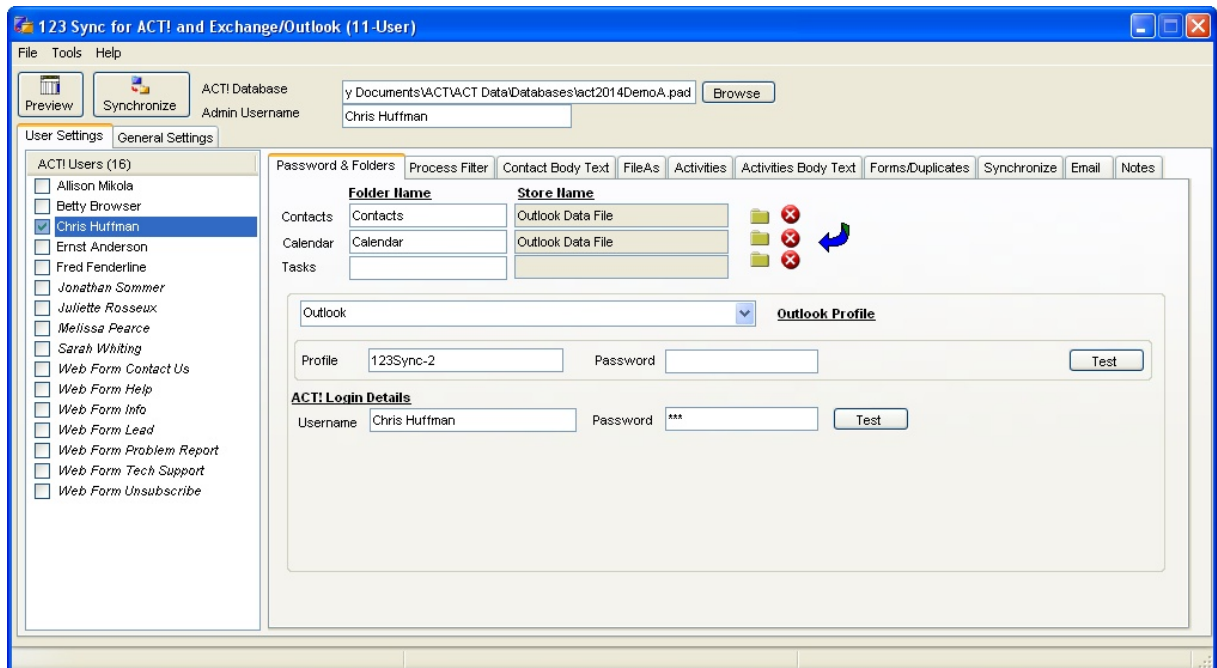 123 Sync for ACT! and Exchange/Outlook (11-User)
File Tools Help
Preview
Synchronize
ACT! Database
y Documents\ACT\ACT Data\Databases\act2014DemoA.pad
Browse
Admin Username
Chris Huffman
User Settings
General Settings
ACT! Users (16)
Allison Mikola
Betty Browser
Chris Huffman
Ernst Anderson
Fred Fenderline
Jonathan Sommer
Juliette Rosseux
Melissa Pearce
Sarah Whiting
Web Form Contact Us
Web Form Help
Web Form Info
Web Form Lead
Web Form Problem Report
Web Form Tech Support
Web Form Unsubscribe
Password & Folders
Process Filter
Contact Body Text
FileAs
Activities
Activities Body Text
Forms/Duplicates
Synchronize
Email
Notes
Folder Name
Store Name
Contacts
Contacts
Outlook Data File
Calendar
Calendar
Outlook Data File
Tasks
Outlook
Outlook Profile
Profile
123Sync-2
Password
Test
ACT! Login Details
Username
Chris Huffman
Password
***
Test